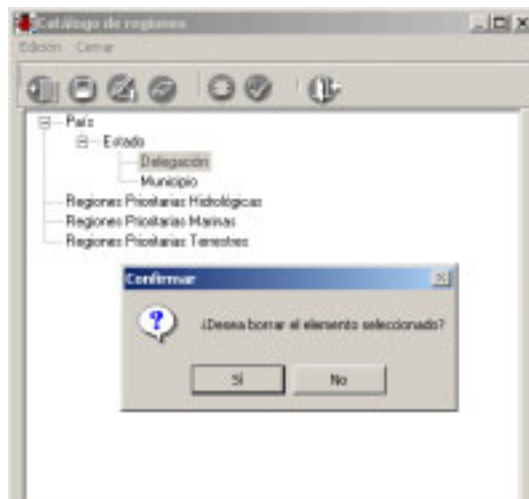 Catálogo de regiones
Edición Cerrar
País
Estado
Delegación
Municipio
Regiones Prioritarias Hidrológicas
Regiones Prioritarias Marinas
Regiones Prioritarias Terrestres
Confirmar
¿Desea borrar el elemento seleccionado?
Sí No